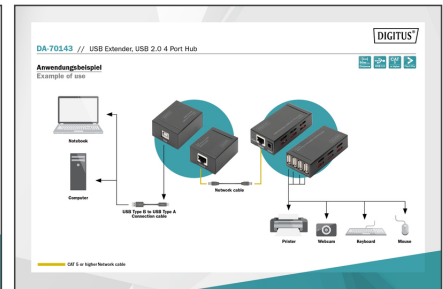 DIGITUS®
DA-70143 // USB Extender, USB 2.0 4 Port Hub
Anwendungsbeispiel
Example of use
Notebook
Computer
USB Type B to USB Type A
Connection cable
Network cable
Printer
Webcam
Keyboard
Mouse
CAT 5 or higher Network cable